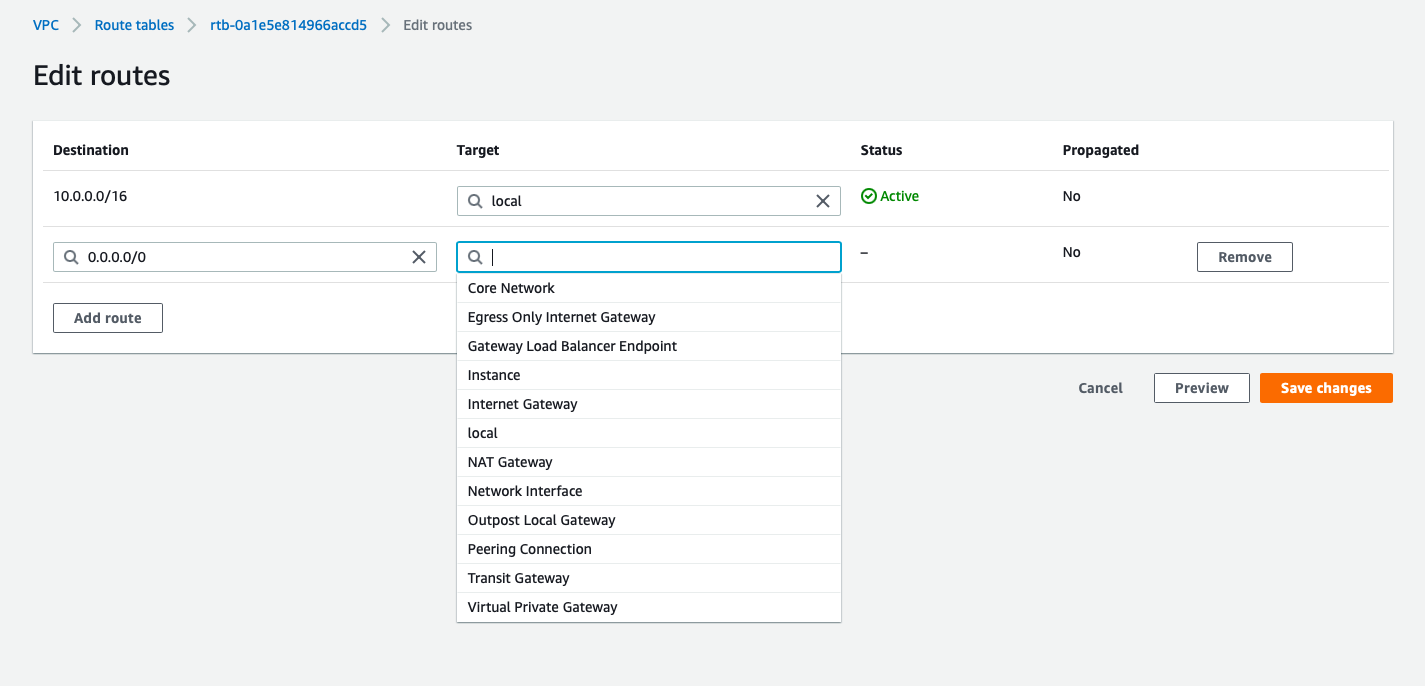 VPC Route tables rtb-0a1e5e814966accd5 Edit routes
Edit routes
Destination Target Status Propagated
10.0.0.0/16 local Active No
0.0.0.0/0 – No Remove
Core Network
Egress Only Internet Gateway
Add route
Gateway Load Balancer Endpoint
Instance
Cancel Preview Save changes
Internet Gateway
local
NAT Gateway
Network Interface
Outpost Local Gateway
Peering Connection
Transit Gateway
Virtual Private Gateway